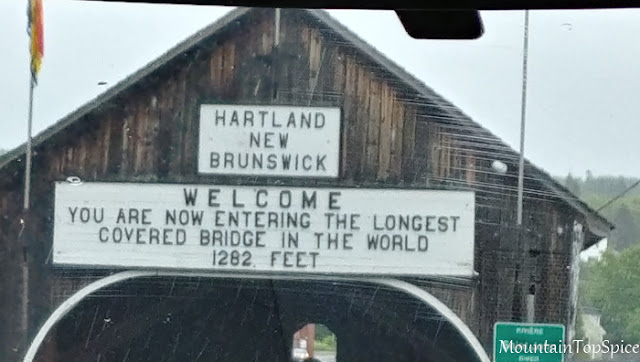 HARTLAND
NEW
BRUNSWICK
WELCOME
YOU ARE NOW ENTERING THE LONGEST
COVERED BRIDGE IN THE WORLD
1282. FEET
RIVIERE
RIVER
MountainTopSpice